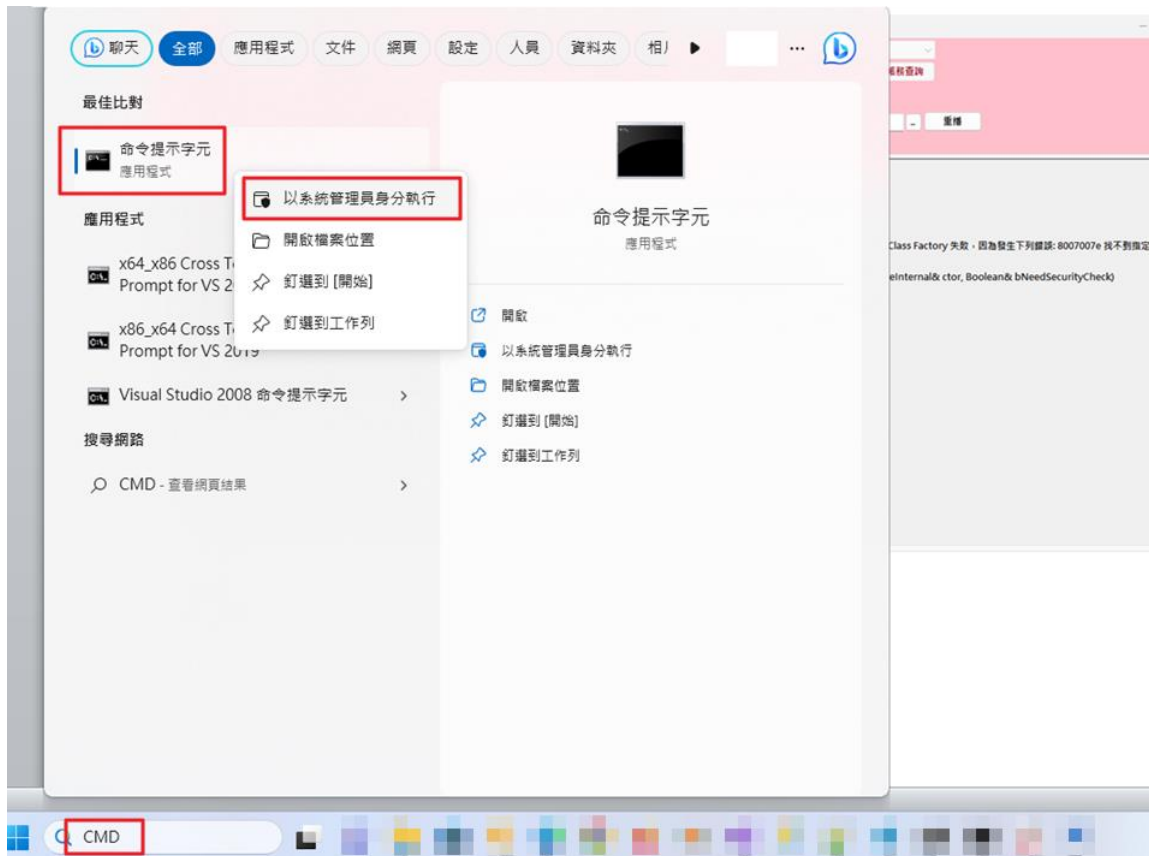 聊天
全部
應用程式
文件
網頁
設定
人員
資料夾
相
...
最佳比對
命令提示字元
應用程式
以系統管理員身分執行
開啟檔案位置
釘選到 [開始]
釘選到工作列
應用程式
x64_x86 Cross T
Prompt for VS 2
x86_x64 Cross T
Prompt for VS 2019
Visual Studio 2008 命令提示字元
搜尋網路
CMD - 查看網頁結果
命令提示字元
應用程式
開啟
以系統管理員身分執行
開啟檔案位置
釘選到 [開始]
釘選到工作列
查詢
重播
Class Factory 失敗，因為發生下列錯誤: 8007007e 找不到指定
eInternal& ctor, Boolean& bNeedSecurityCheck)
CMD